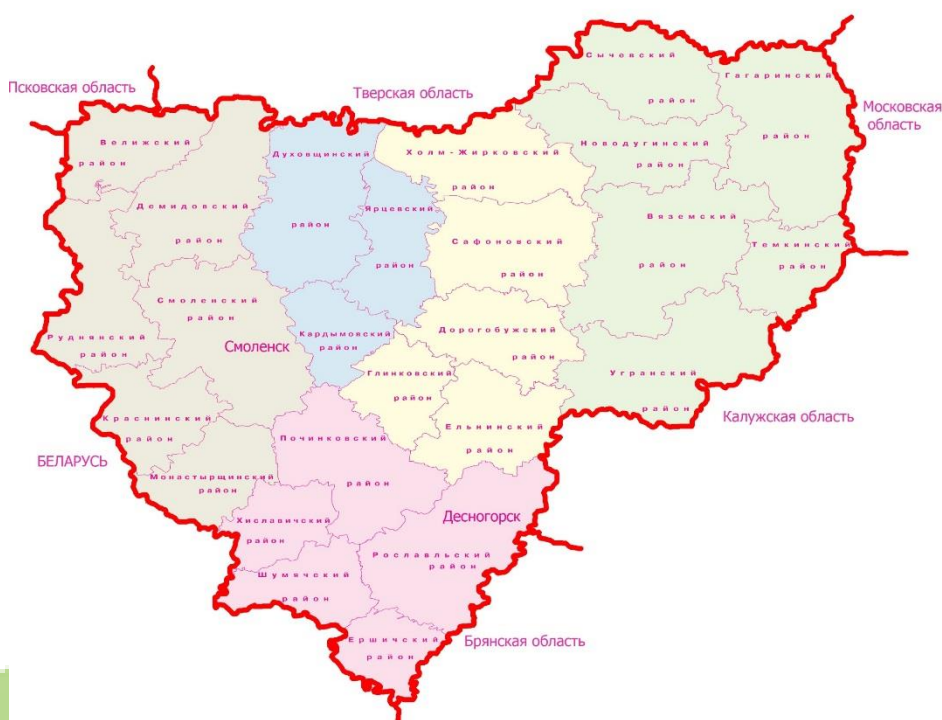 Сычевский
район
Гагаринский
район
Псковская область
Тверская область
Московская
область
Велижский
район
Духовщинский
район
Холм-Жирковский
район
Новодугинский
район
Демидовский
район
Ярцевский
район
Сафоновский
район
Вяземский
район
Темкинский
район
Смоленский
район
Смоленск
Кардымовский
район
Дорогобужский
район
Руднянский
район
Глинковский
район
Угранский
район
Краснинский
район
Починковский
район
Ельнинский
район
Калужская область
БЕЛАРУСЬ
Монастырщинский
район
Хиславичский
район
Десногорск
Рославльский
район
Шумячский
район
Ершичский
район
Брянская область